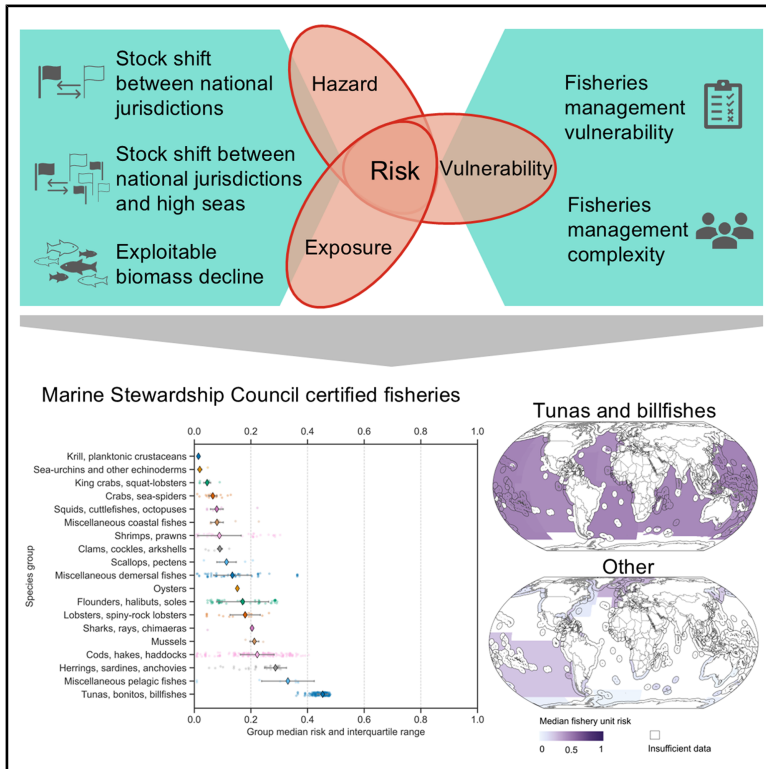 Stock shift
between national
jurisdictions
Stock shift between
national jurisdictions
and high seas
Exploitable
biomass decline
Hazard
Risk
Vulnerability
Exposure
Fisheries
management
vulnerability
Fisheries
management
complexity
Marine Stewardship Council certified fisheries
0.0 0.2 0.4 0.6 0.8 1.0
Species group
Krill, planktonic crustaceans
Sea-urchins and other echinoderms
King crabs, squat-lobsters
Crabs, sea-spiders
Squids, cuttlefishes, octopuses
Miscellaneous coastal fishes
Shrimps, prawns
Clams, cockles, arkshells
Scallops, pectens
Miscellaneous demersal fishes
Oysters
Flounders, halibuts, soles
Lobsters, spiny-rock lobsters
Sharks, rays, chimaeras
Mussels
Cods, hakes, haddocks
Herrings, sardines, anchovies
Miscellaneous pelagic fishes
Tunas, bonitos, billfishes
0.0 0.2 0.4 0.6 0.8 1.0
Group median risk and interquartile range
Tunas and billfishes
Other
Median fishery unit risk
0 0.5 1
Insufficient data